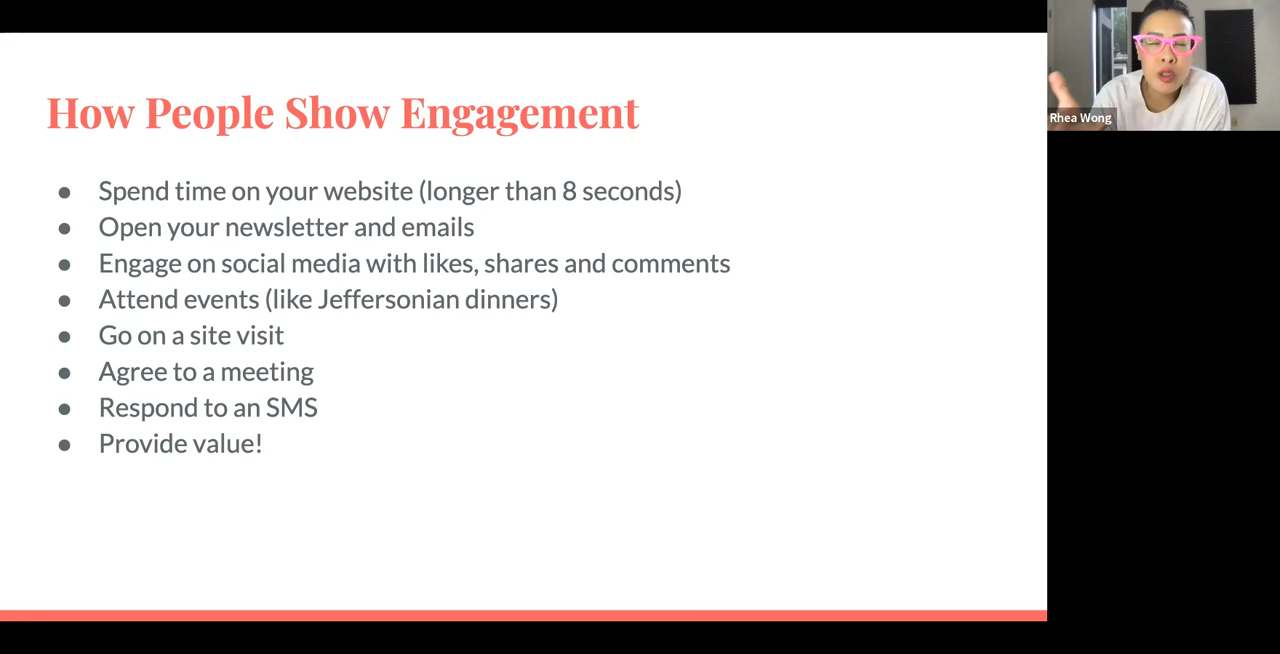 How People Show Engagement
● Spend time on your website (longer than 8 seconds)
● Open your newsletter and emails
● Engage on social media with likes, shares and comments
● Attend events (like Jeffersonian dinners)
● Go on a site visit
● Agree to a meeting
● Respond to an SMS
● Provide value!
Rhea Wong